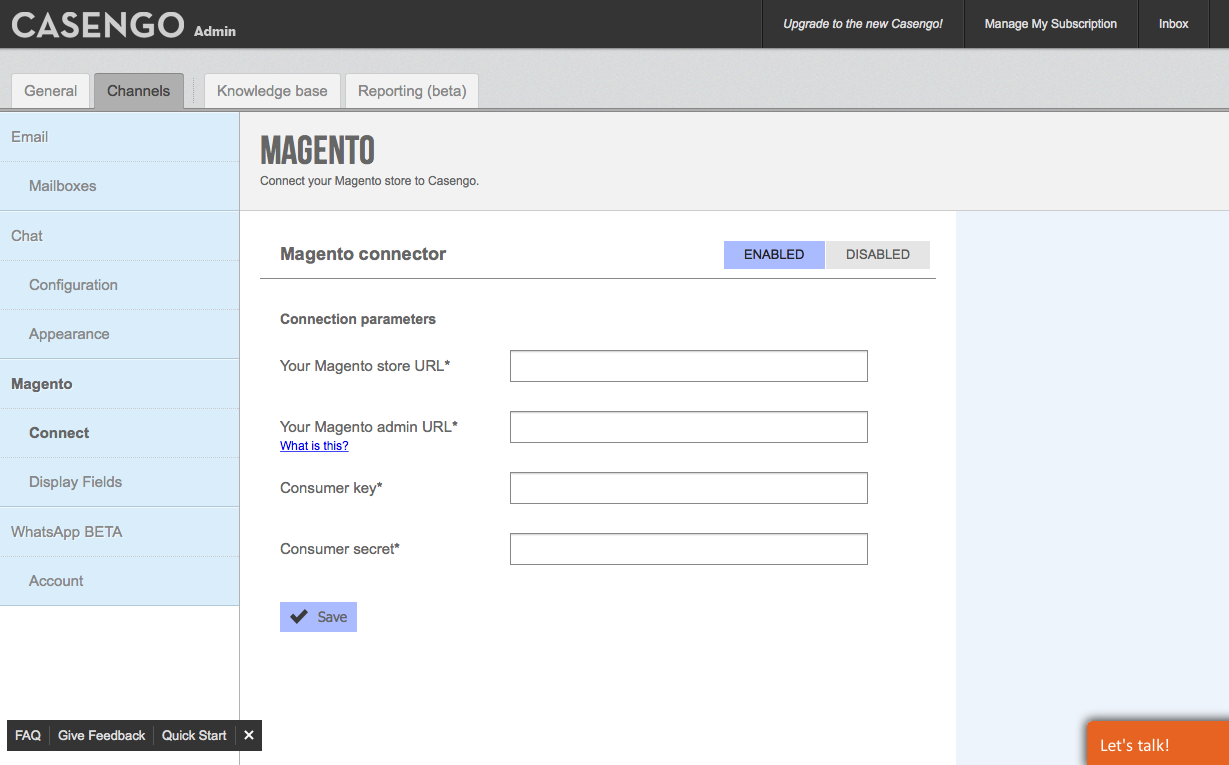 CASENGO Admin
Upgrade to the new Casengo!
Manage My Subscription
Inbox
General
Channels
Knowledge base
Reporting (beta)
Email
Mailboxes
Chat
Configuration
Appearance
Magento
Connect
Display Fields
WhatsApp BETA
Account
MAGENTO
Connect your Magento store to Casengo.
Magento connector
ENABLED
DISABLED
Connection parameters
Your Magento store URL*
Your Magento admin URL*
What is this?
Consumer key*
Consumer secret*
Save
FAQ
Give Feedback
Quick Start
Let's talk!